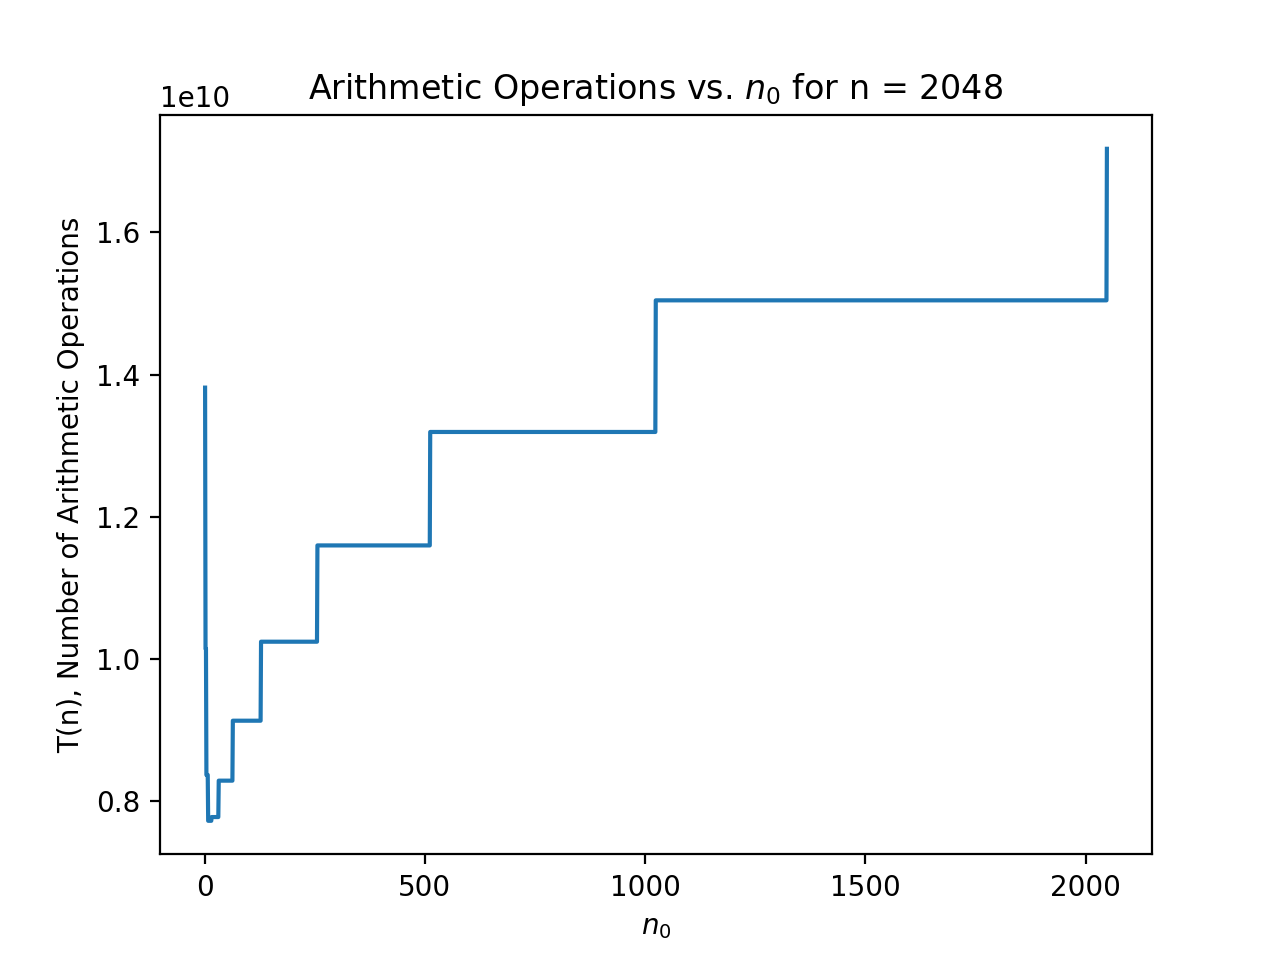 Arithmetic Operations vs. n₀ for n = 2048
1e10
T(n), Number of Arithmetic Operations
1.6
1.4
1.2
1.0
0.8
0 500 1000 1500 2000
n₀